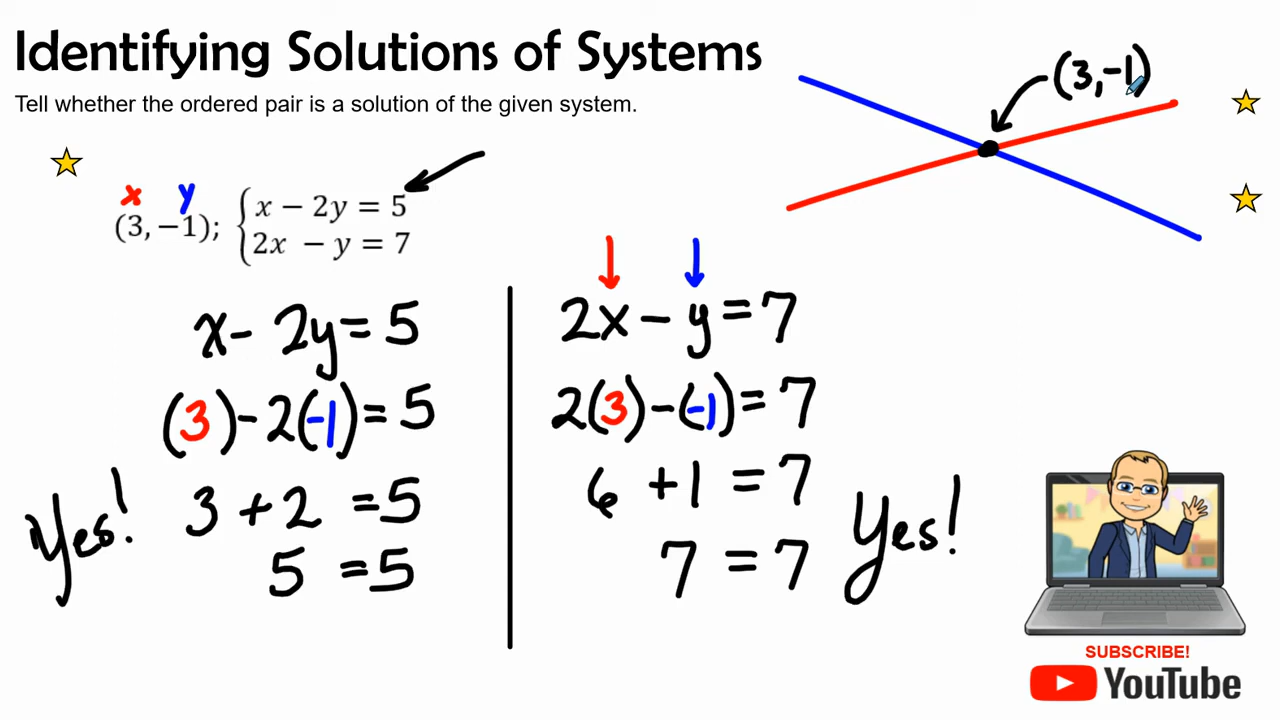 Identifying Solutions of Systems
Tell whether the ordered pair is a solution of the given system.
(3,-1)
x y
(3, −1); { x − 2y = 5
2x − y = 7
x - 2y = 5
(3) - 2(-1) = 5
3 + 2 = 5
5 = 5
Yes!
2x - y = 7
2(3) - (-1) = 7
6 + 1 = 7
7 = 7
Yes!
SUBSCRIBE!
YouTube